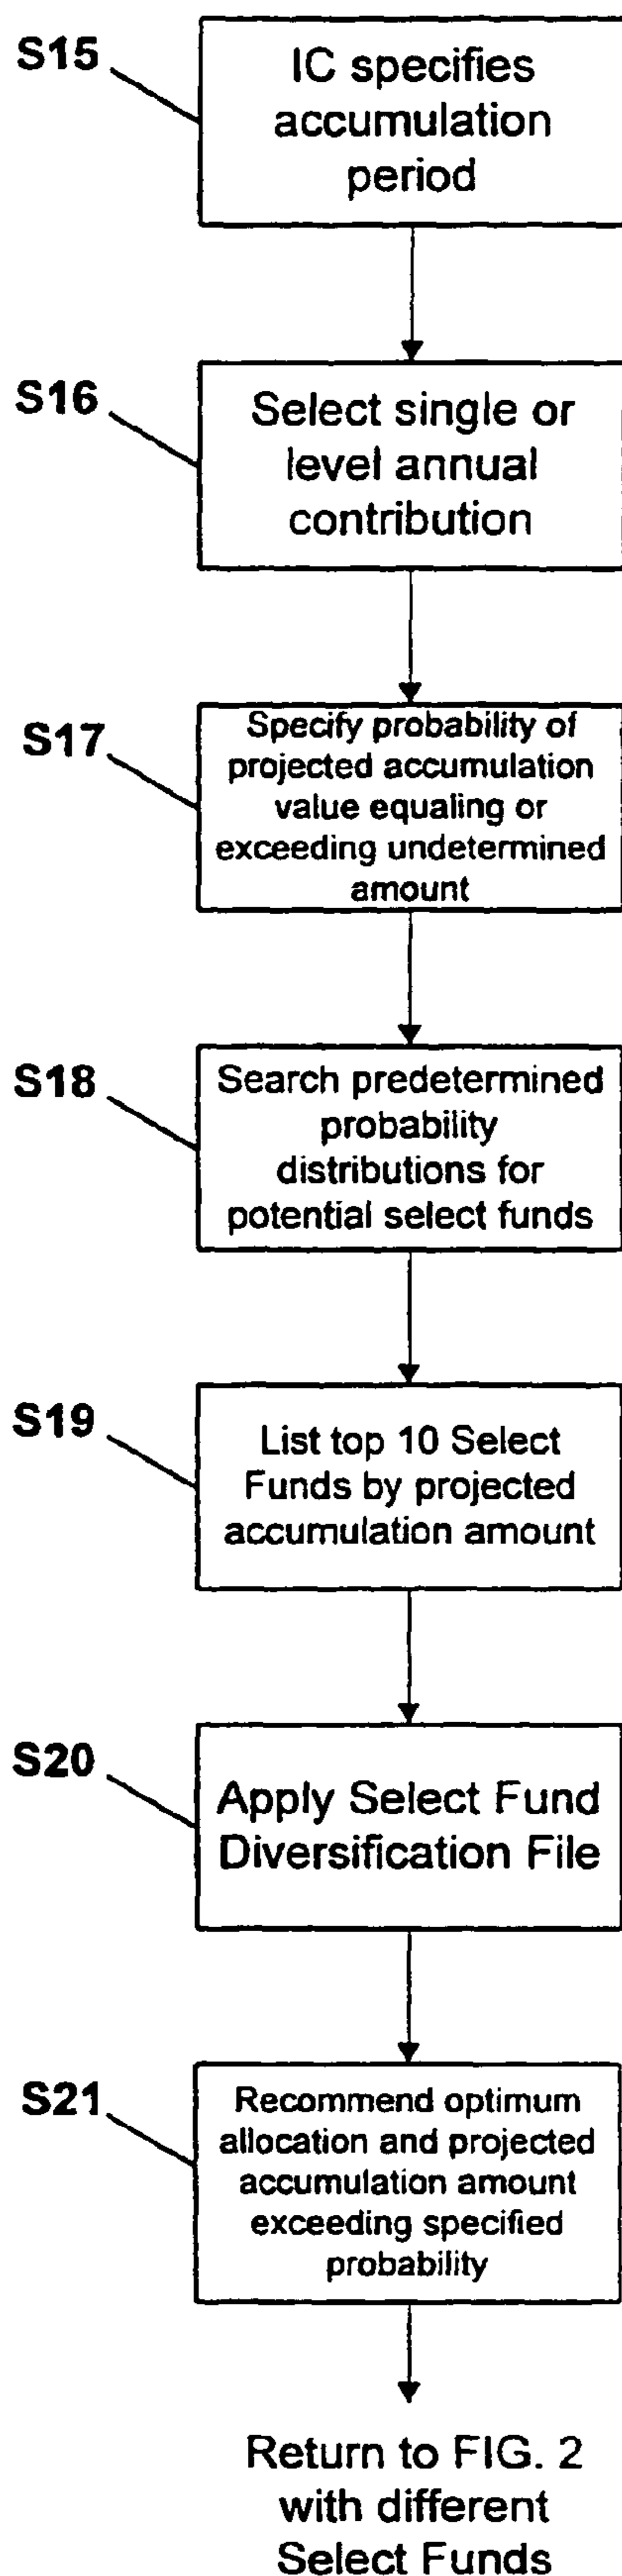 S15
IC specifies
accumulation
period
S16
Select single or
level annual
contribution
S17
Specify probability of
projected accumulation
value equaling or
exceeding undetermined
amount
S18
Search predetermined
probability
distributions for
potential select funds
S19
List top 10 Select
Funds by projected
accumulation amount
S20
Apply Select Fund
Diversification File
S21
Recommend optimum
allocation and projected
accumulation amount
exceeding specified
probability
Return to FIG. 2
with different
Select Funds